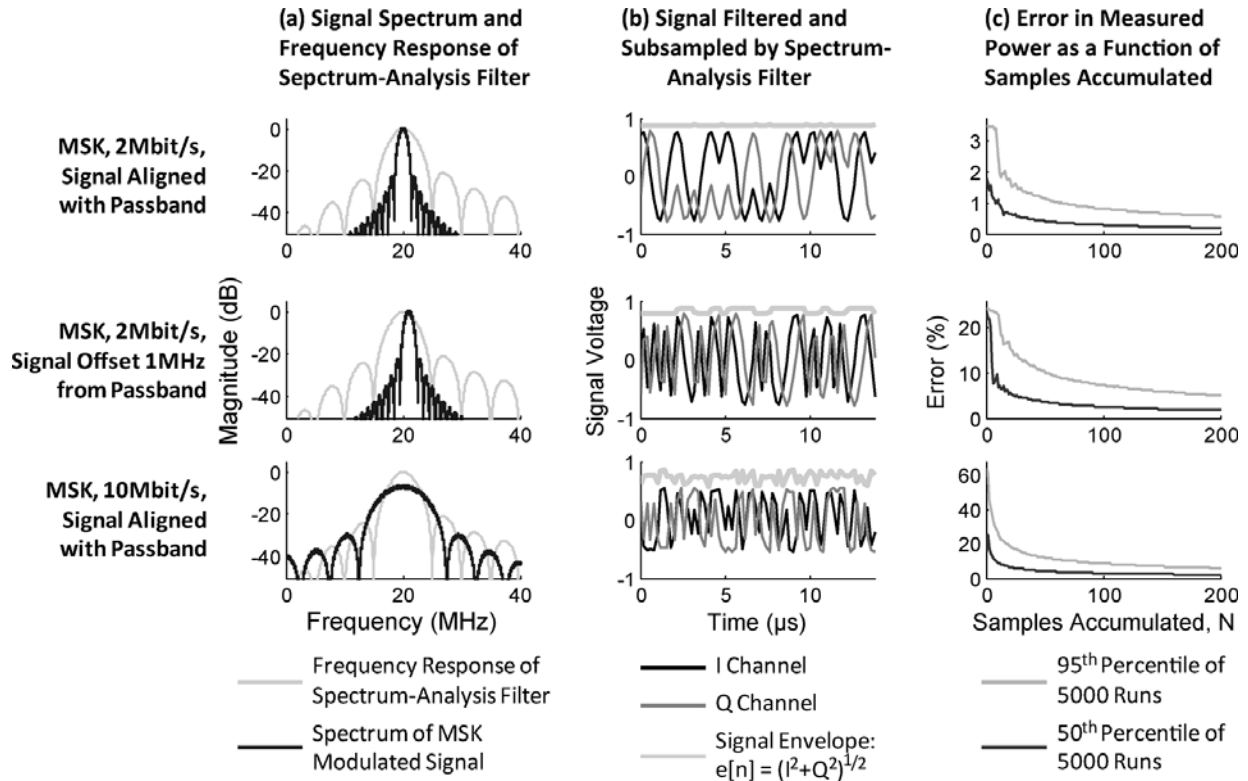 (a) Signal Spectrum and
Frequency Response of
Sepctrum-Analysis Filter
(b) Signal Filtered and
Subsampled by Spectrum-
Analysis Filter
(c) Error in Measured
Power as a Function of
Samples Accumulated
MSK, 2Mbit/s,
Signal Aligned
with Passband
0
-20
-40
0
20
40
1
0
-1
0
5
10
3
2
1
0
0
100
200
MSK, 2Mbit/s,
Signal Offset 1MHz
from Passband
Magnitude (dB)
0
-20
-40
0
20
40
Signal Voltage
1
0
-1
0
5
10
Error (%)
20
10
0
0
100
200
MSK, 10Mbit/s,
Signal Aligned
with Passband
0
-20
-40
0
20
40
Frequency (MHz)
1
0
-1
0
5
10
Time (µs)
60
40
20
0
0
100
200
Samples Accumulated, N
Frequency Response of
Spectrum-Analysis Filter
Spectrum of MSK
Modulated Signal
I Channel
Q Channel
Signal Envelope:
e[n] = (I²+Q²)^1/2
95th Percentile of
5000 Runs
50th Percentile of
5000 Runs